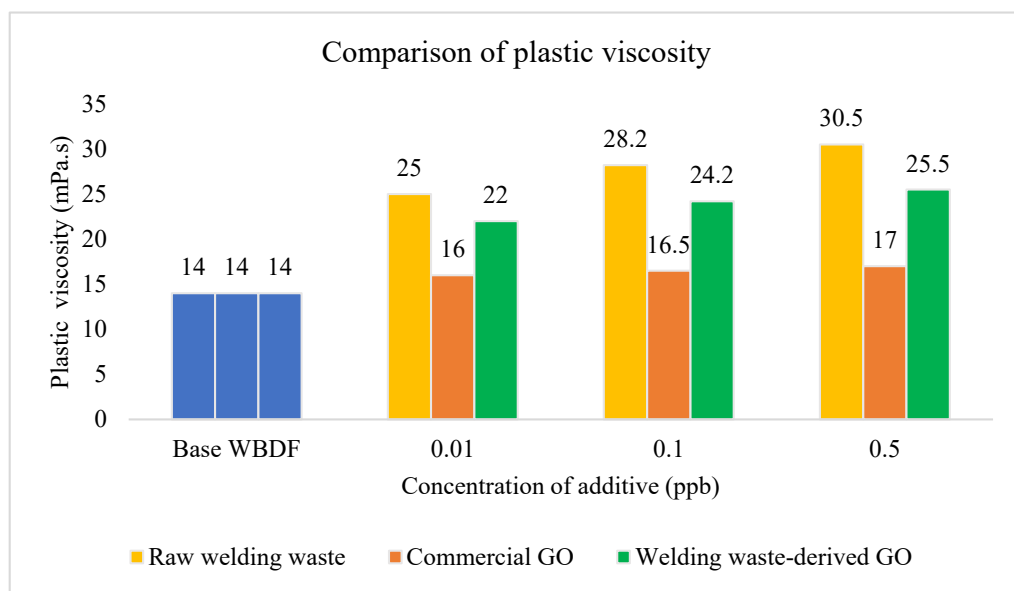 Comparison of plastic viscosity
Plastic viscosity (mPa.s)
35
30
25
20
15
10
5
0
14 14 14
25 16 22
28.2 16.5 24.2
30.5 17 25.5
Base WBDF 0.01 0.1 0.5
Concentration of additive (ppb)
Raw welding waste Commercial GO Welding waste-derived GO